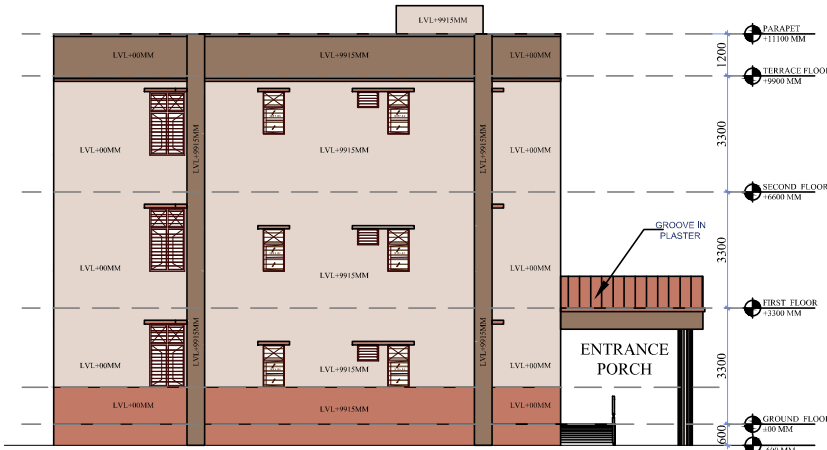 LVL+9915MM
PARAPET
+11100 MM
LVL+00MM
LVL+9915MM
LVL+00MM
1200
TERRACE FLOOR
+9900 MM
LVL+9915MM
LVL+9915MM
3300
LVL+00MM
LVL+9915MM
LVL+00MM
SECOND FLOOR
+6600 MM
GROOVE IN
PLASTER
3300
LVL+00MM
LVL+9915MM
LVL+00MM
FIRST FLOOR
+3300 MM
LVL+9915MM
LVL+9915MM
ENTRANCE
PORCH
3300
LVL+00MM
LVL+9915MM
LVL+00MM
LVL+00MM
LVL+9915MM
LVL+00MM
GROUND FLOOR
±00 MM
600
-600 MM